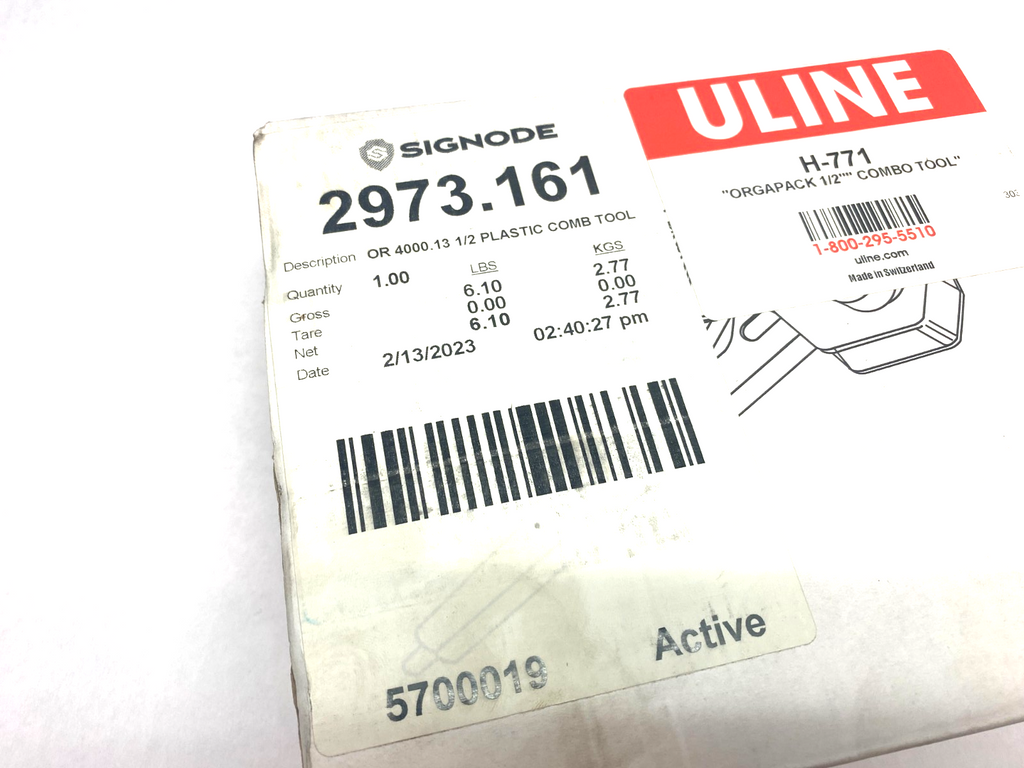 SIGNODE
2973.161
Description OR 4000.13 1/2 PLASTIC COMB TOOL
Quantity 1.00 LBS KGS
Gross 6.10 2.77
Tare 0.00 0.00
Net 6.10 2.77
Date 2/13/2023 02:40:27 pm
5700019 Active
ULINE
H-771
"ORGAPACK 1/2"" COMBO TOOL"
1-800-295-5510
uline.com
Made in Switzerland